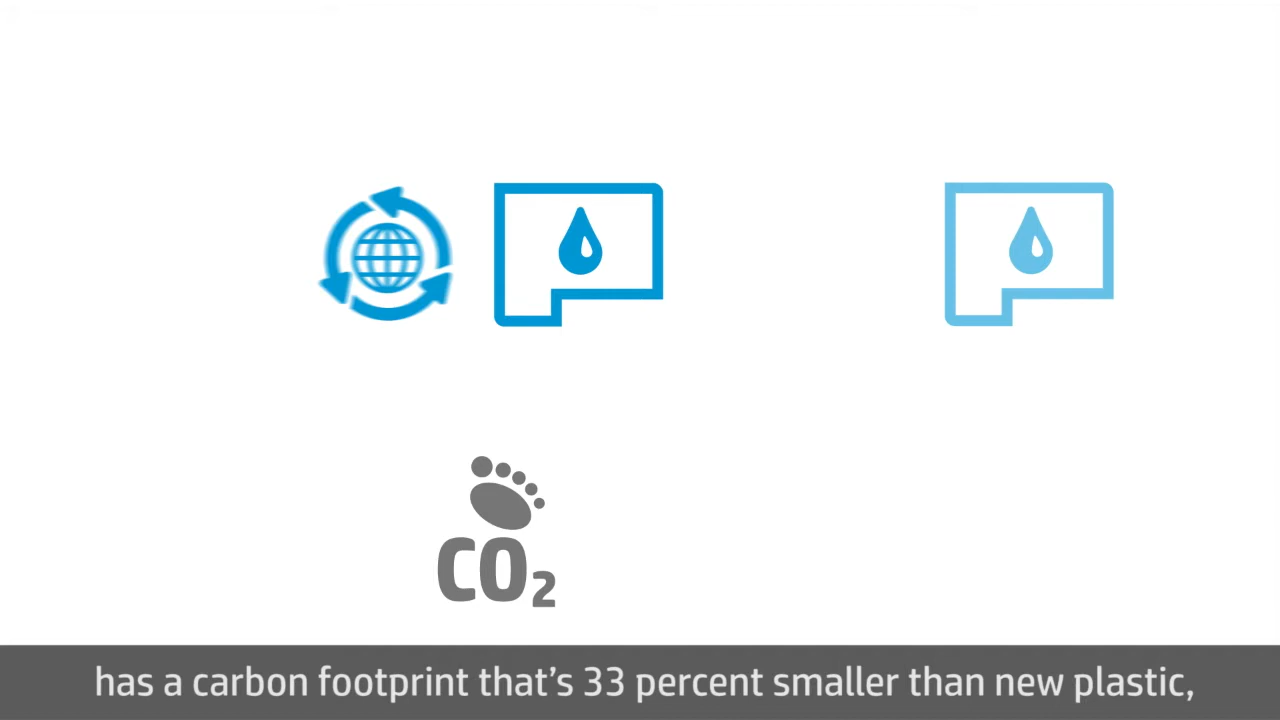 CO₂
has a carbon footprint that's 33 percent smaller than new plastic,